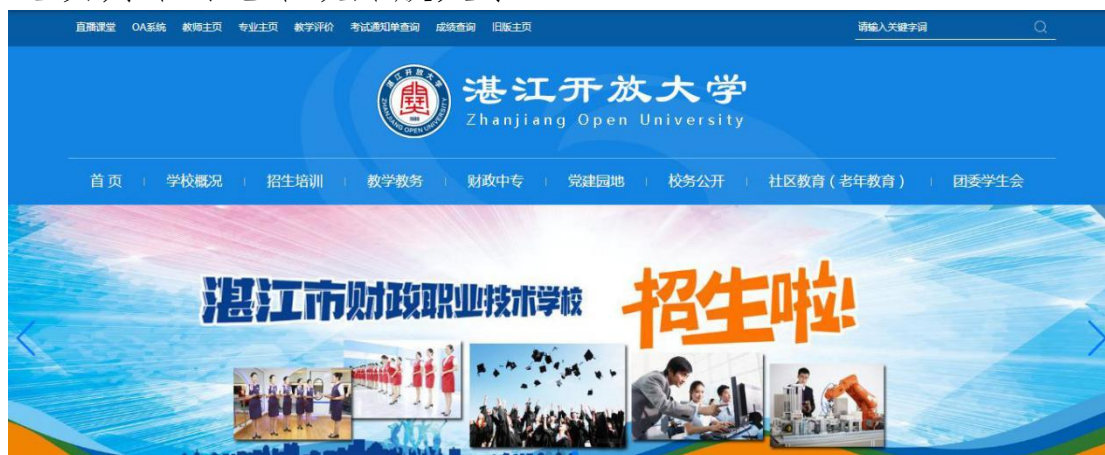 直播课堂 OA系统 教师主页 专业主页 教学评价 考试通知单查询 成绩查询 旧版主页 请输入关键字词
湛江开放大学
Zhanjiang Open University
首页 学校概况 招生培训 教学教务 财政中专 党建园地 校务公开 社区教育（老年教育） 团委学生会
湛江市财政职业技术学校 招生啦!